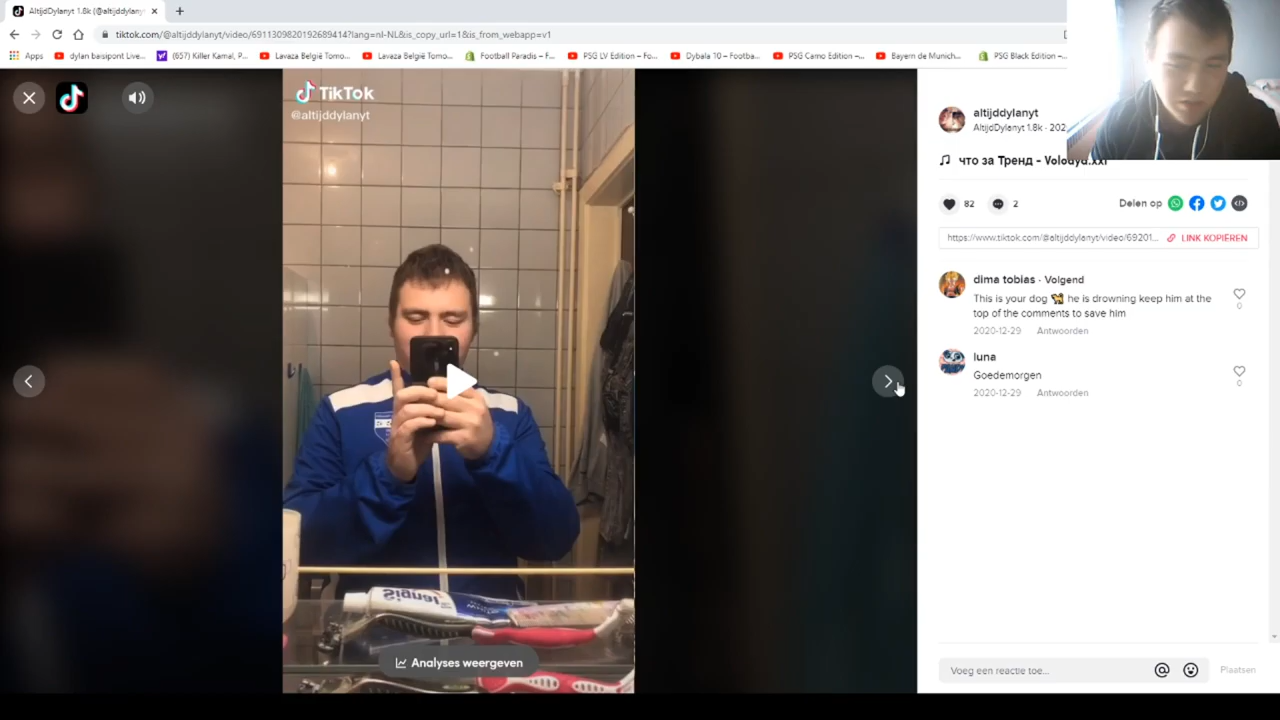 AltijdDylanyt 1.8k (@altijddylanyt)
tiktok.com/@altijddylanyt/video/6911309820192689414?lang=nl-NL&is_copy_url=1&is_from_webapp=v1
Apps
dylan basispont Live...
(657) Killer Kamal, P...
Lavaza België Tomo...
Lavaza België Tomo...
Football Paradis – F...
PSG LV Edition – Fo...
Dybala 10 – Footba...
PSG Camo Edition –...
Bayern de Munich...
PSG Black Edition –...
TikTok
@altijddylanyt
Signal
Analyses weergeven
altijddylanyt
AltijdDylanyt 1.8k · 202
что за Тренд - Volodya.xxl
82
2
Delen op
https://www.tiktok.com/@altijddylanyt/video/69201...
LINK KOPIËREN
dima tobias · Volgend
This is your dog 🐕 he is drowning keep him at the
top of the comments to save him
2020-12-29 Antwoorden
0
luna
Goedemorgen
2020-12-29 Antwoorden
0
Voeg een reactie toe...
Plaatsen